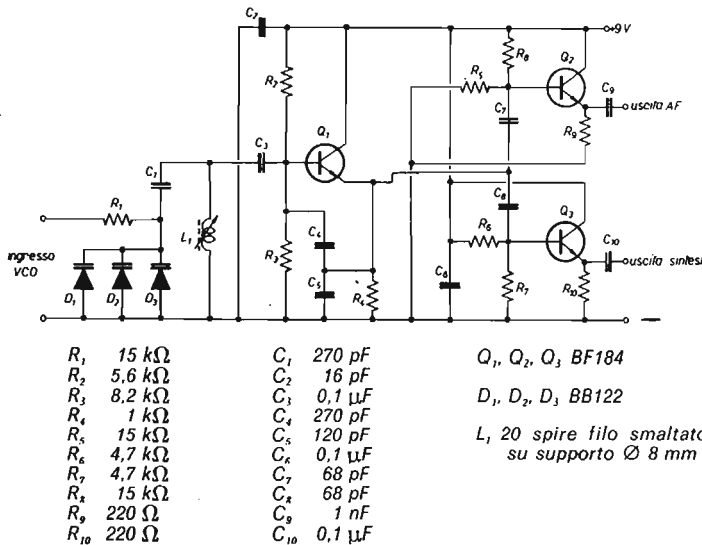 C₂
+9 V
R₈
Q₂
R₂
R₅
C₉
uscita AF
Q₁
C₇
C₃
R₉
C₁
R₁
C₈
Q₃
L₁
R₆
ingresso
VCO
C₄
C₁₀
R₃
uscita sintesi
D₁ D₂ D₃
C₅
R₄
C₆
R₇
R₁₀
R₁ 15 kΩ C₁ 270 pF Q₁, Q₂, Q₃ BF184
R₂ 5,6 kΩ C₂ 16 pF
R₃ 8,2 kΩ C₃ 0,1 μF D₁, D₂, D₃ BB122
R₄ 1 kΩ C₄ 270 pF
R₅ 15 kΩ C₅ 120 pF L₁ 20 spire filo smaltato
R₆ 4,7 kΩ C₆ 0,1 μF su supporto Ø 8 mm
R₇ 4,7 kΩ C₇ 68 pF
R₈ 15 kΩ C₈ 68 pF
R₉ 220 Ω C₉ 1 nF
R₁₀ 220 Ω C₁₀ 0,1 μF